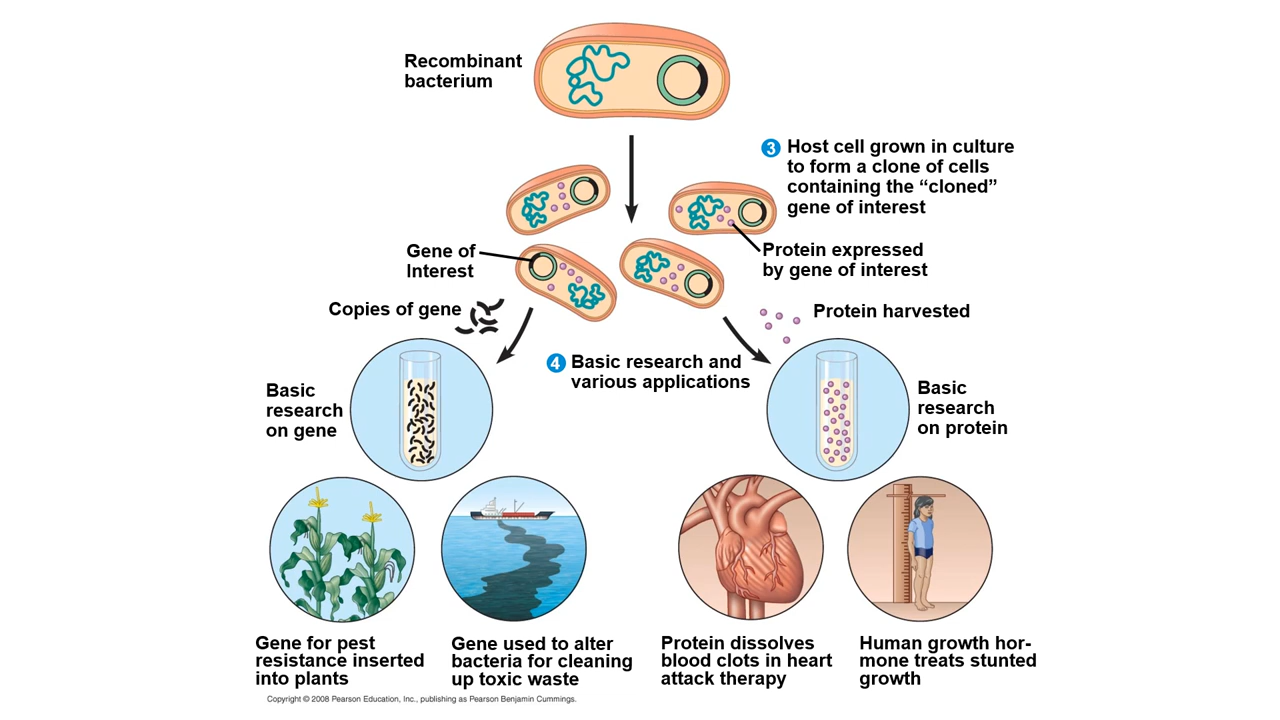 Recombinant
bacterium
3 Host cell grown in culture
to form a clone of cells
containing the “cloned”
gene of interest
Gene of
Interest
Protein expressed
by gene of interest
Copies of gene
Protein harvested
4 Basic research and
various applications
Basic
research
on gene
Basic
research
on protein
Gene for pest
resistance inserted
into plants
Gene used to alter
bacteria for cleaning
up toxic waste
Protein dissolves
blood clots in heart
attack therapy
Human growth hor-
mone treats stunted
growth
Copyright © 2008 Pearson Education, Inc., publishing as Pearson Benjamin Cummings.